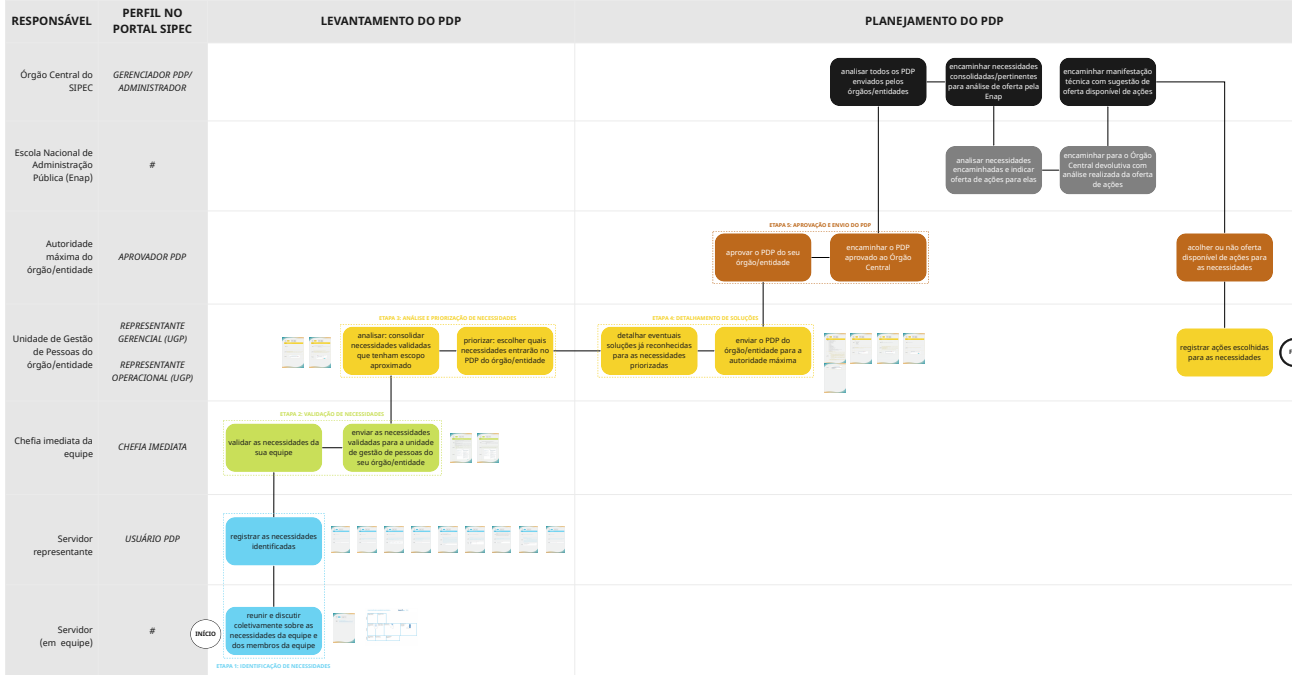 RESPONSÁVEL
PERFIL NO
PORTAL SIPEC
LEVANTAMENTO DO PDP
PLANEJAMENTO DO PDP
Órgão Central do
SIPEC
GERENCIADOR PDP/
ADMINISTRADOR
analisar todos os PDP
enviados pelos
órgãos/entidades
encaminhar necessidades
consolidadas/pertinentes
para análise de oferta pela
Enap
encaminhar manifestação
técnica com sugestão de
oferta disponível de ações
Escola Nacional de
Administração
Pública (Enap)
#
analisar necessidades
encaminhadas e indicar
oferta de ações para elas
encaminhar para o Órgão
Central devolutiva com
análise realizada da oferta
de ações
Autoridade
máxima do
órgão/entidade
APROVADOR PDP
ETAPA 5: APROVAÇÃO E ENVIO DO PDP
aprovar o PDP do seu
órgão/entidade
encaminhar o PDP
aprovado ao Órgão
Central
acolher ou não oferta
disponível de ações para
as necessidades
Unidade de Gestão
de Pessoas do
órgão/entidade
REPRESENTANTE
GERENCIAL (UGP)
REPRESENTANTE
OPERACIONAL (UGP)
ETAPA 3: ANÁLISE E PRIORIZAÇÃO DE NECESSIDADES
analisar: consolidar
necessidades validadas
que tenham escopo
aproximado
priorizar: escolher quais
necessidades entrarão no
PDP do órgão/entidade
ETAPA 4: DETALHAMENTO DE SOLUÇÕES
detalhar eventuais
soluções já reconhecidas
para as necessidades
priorizadas
enviar o PDP do
órgão/entidade para a
autoridade máxima
registrar ações escolhidas
para as necessidades
Chefia imediata da
equipe
CHEFIA IMEDIATA
ETAPA 2: VALIDAÇÃO DE NECESSIDADES
validar as necessidades da
sua equipe
enviar as necessidades
validadas para a unidade
de gestão de pessoas do
seu órgão/entidade
Servidor
representante
USUÁRIO PDP
registrar as necessidades
identificadas
Servidor
(em equipe)
#
INÍCIO
reunir e discutir
coletivamente sobre as
necessidades da equipe e
dos membros da equipe
ETAPA 1: IDENTIFICAÇÃO DE NECESSIDADES